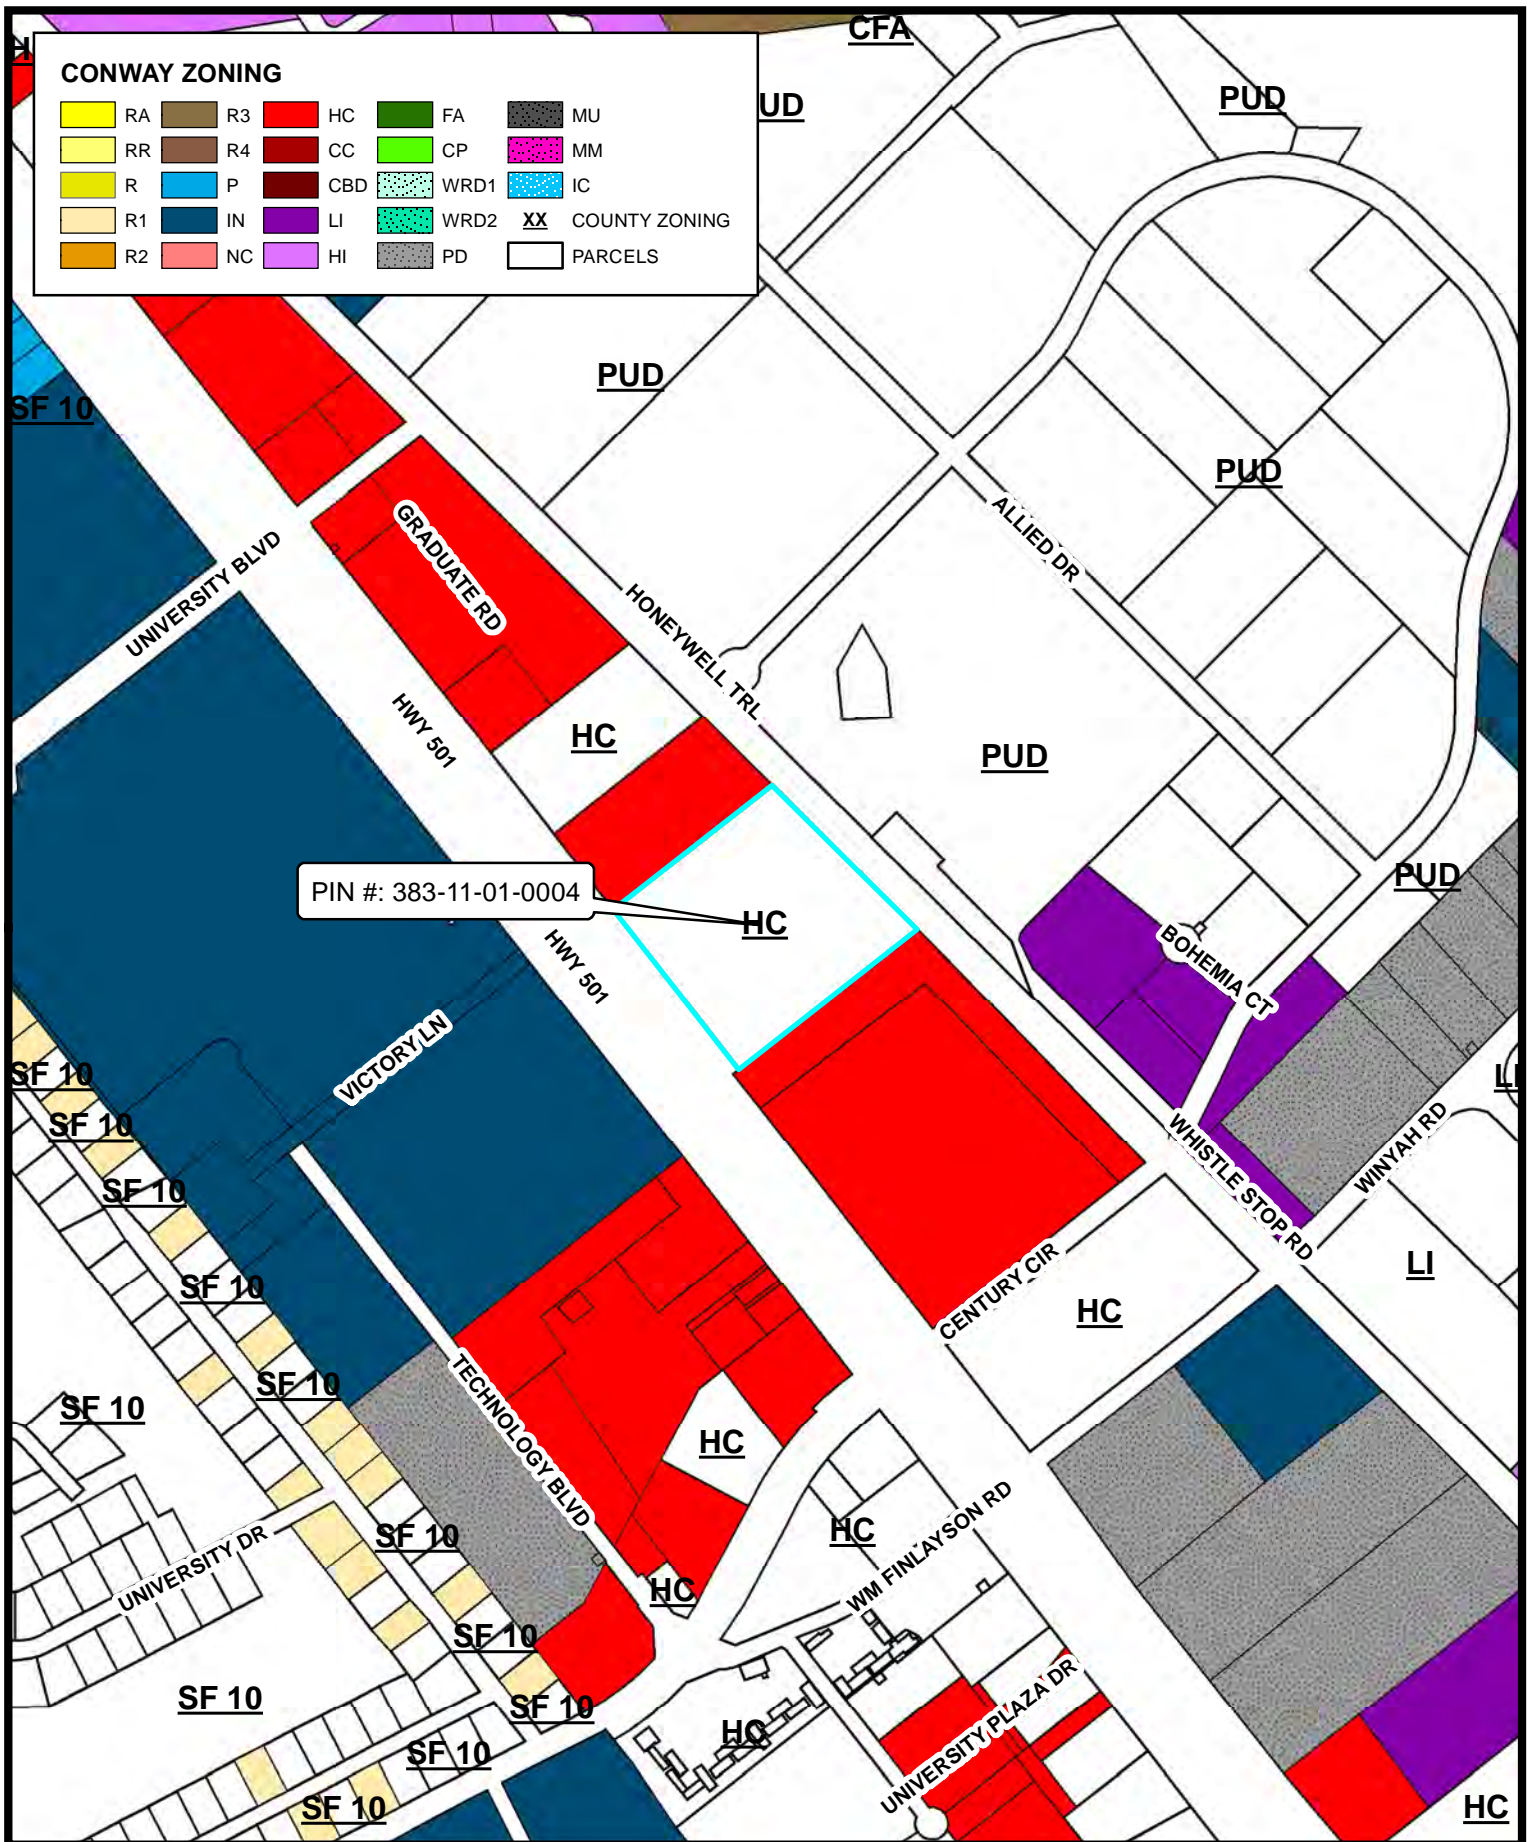 CFA
H
CONWAY ZONING
RA
R3
HC
FA
MU
RR
R4
CC
CP
MM
R
P
CBD
WRD1
IC
R1
IN
LI
WRD2
XX
COUNTY ZONING
R2
NC
HI
PD
PARCELS
UD
PUD
PUD
SF 10
PUD
GRADUATE RD
ALLIED DR
UNIVERSITY BLVD
HONEYWELL TRL
HWY 501
HC
PUD
PUD
PIN #: 383-11-01-0004
HC
HWY 501
BOHEMIA CT
VICTORY LN
SF 10
LI
SF 10
WHISTLE STOP RD
WINYAH RD
SF 10
CENTURY CIR
LI
SF 10
HC
SF 10
SF 10
TECHNOLOGY BLVD
HC
SF 10
HC
WM FINLAYSON RD
UNIVERSITY DR
HC
SF 10
SF 10
SF 10
UNIVERSITY PLAZA DR
HC
SF 10
SF 10
HC